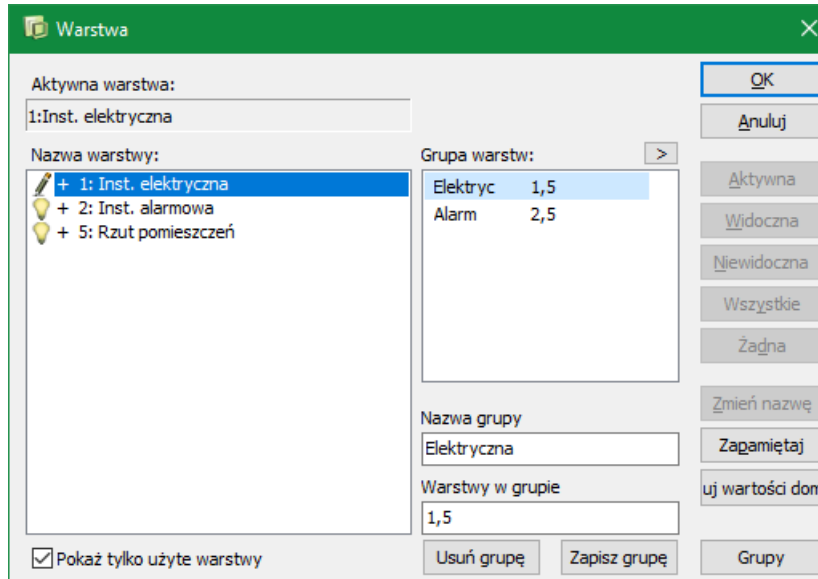 Warstwa
Aktywna warstwa:
1:Inst. elektryczna
Nazwa warstwy:
+ 1: Inst. elektryczna
+ 2: Inst. alarmowa
+ 5: Rzut pomieszczeń
Pokaż tylko użyte warstwy
Grupa warstw: >
Elektryc 1,5
Alarm 2,5
Nazwa grupy
Elektryczna
Warstwy w grupie
1,5
Usuń grupę Zapisz grupę
OK
Anuluj
Aktywna
Widoczna
Niewidoczna
Wszystkie
Żadna
Zmień nazwę
Zapamiętaj
uj wartości dom
Grupy